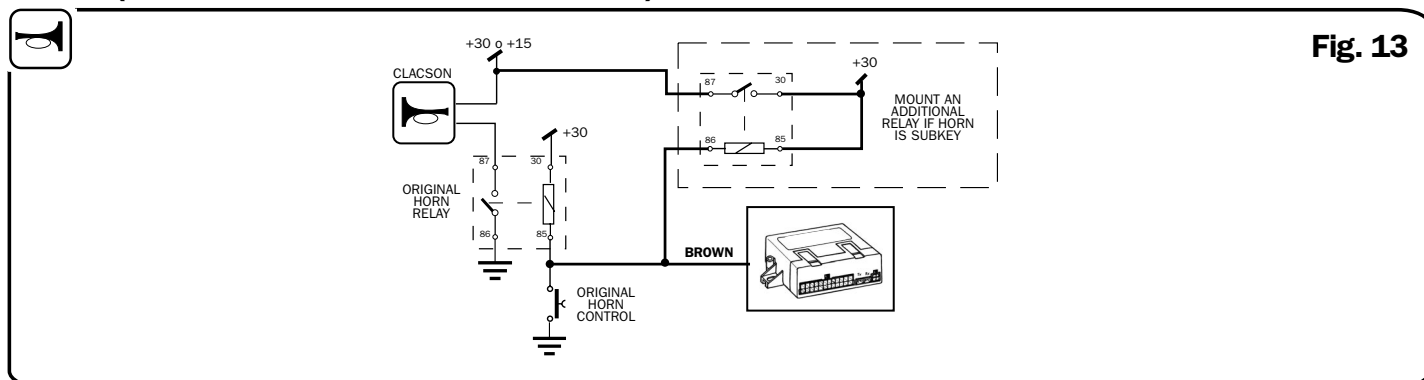 Fig. 13
+30 o +15
CLACSON
+30
87
30
ORIGINAL
HORN
RELAY
86
85
ORIGINAL
HORN
CONTROL
BROWN
87
30
+30
86
85
MOUNT AN
ADDITIONAL
RELAY IF HORN
IS SUBKEY